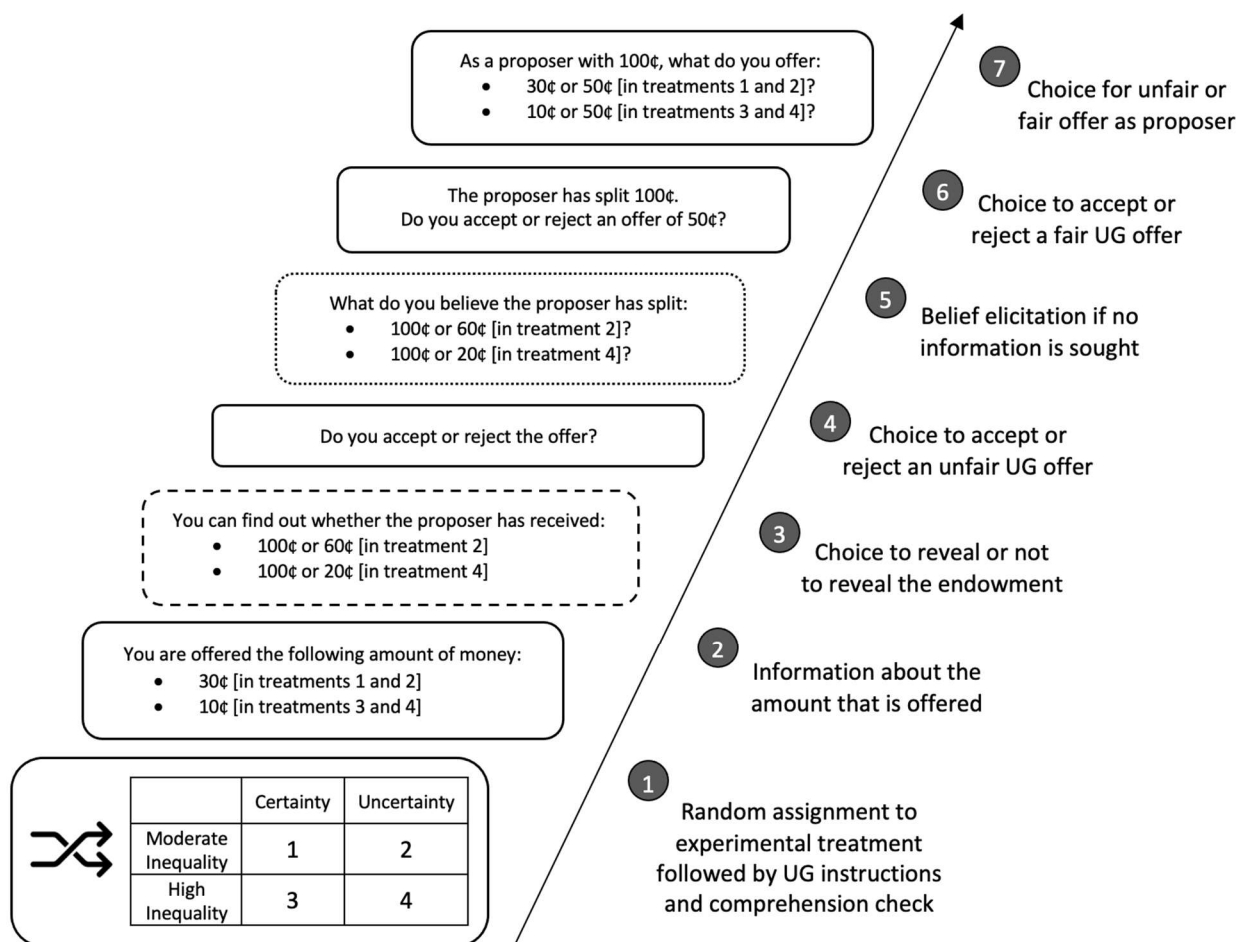 As a proposer with 100¢, what do you offer:
• 30¢ or 50¢ [in treatments 1 and 2]?
• 10¢ or 50¢ [in treatments 3 and 4]?
7
Choice for unfair or
fair offer as proposer
The proposer has split 100¢.
Do you accept or reject an offer of 50¢?
6
Choice to accept or
reject a fair UG offer
What do you believe the proposer has split:
• 100¢ or 60¢ [in treatment 2]?
• 100¢ or 20¢ [in treatment 4]?
5
Belief elicitation if no
information is sought
Do you accept or reject the offer?
4
Choice to accept or
reject an unfair UG offer
You can find out whether the proposer has received:
• 100¢ or 60¢ [in treatment 2]
• 100¢ or 20¢ [in treatment 4]
3
Choice to reveal or not
to reveal the endowment
You are offered the following amount of money:
• 30¢ [in treatments 1 and 2]
• 10¢ [in treatments 3 and 4]
2
Information about the
amount that is offered
Certainty Uncertainty
Moderate
Inequality
1 2
High
Inequality
3 4
1
Random assignment to
experimental treatment
followed by UG instructions
and comprehension check